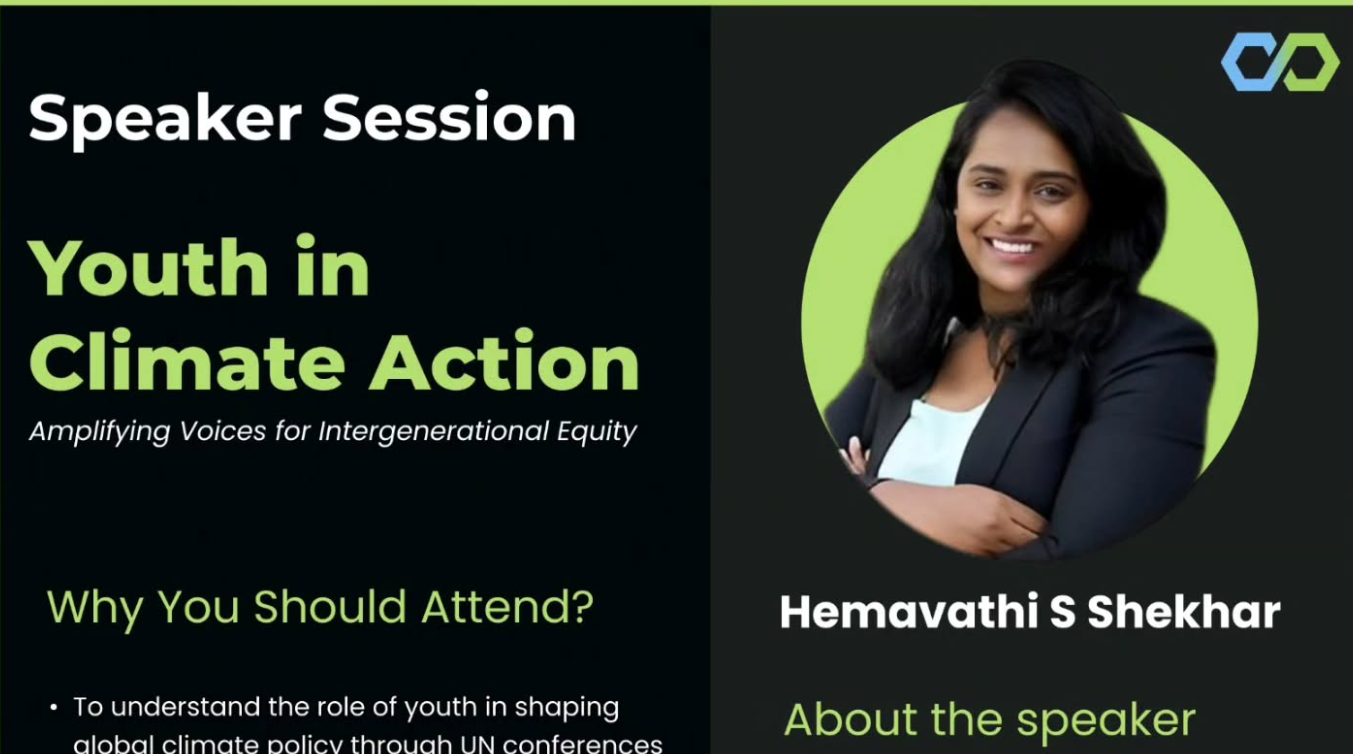 Speaker Session
Youth in
Climate Action
Amplifying Voices for Intergenerational Equity
Why You Should Attend?
• To understand the role of youth in shaping
global climate policy through UN conferences
Hemavathi S Shekhar
About the speaker